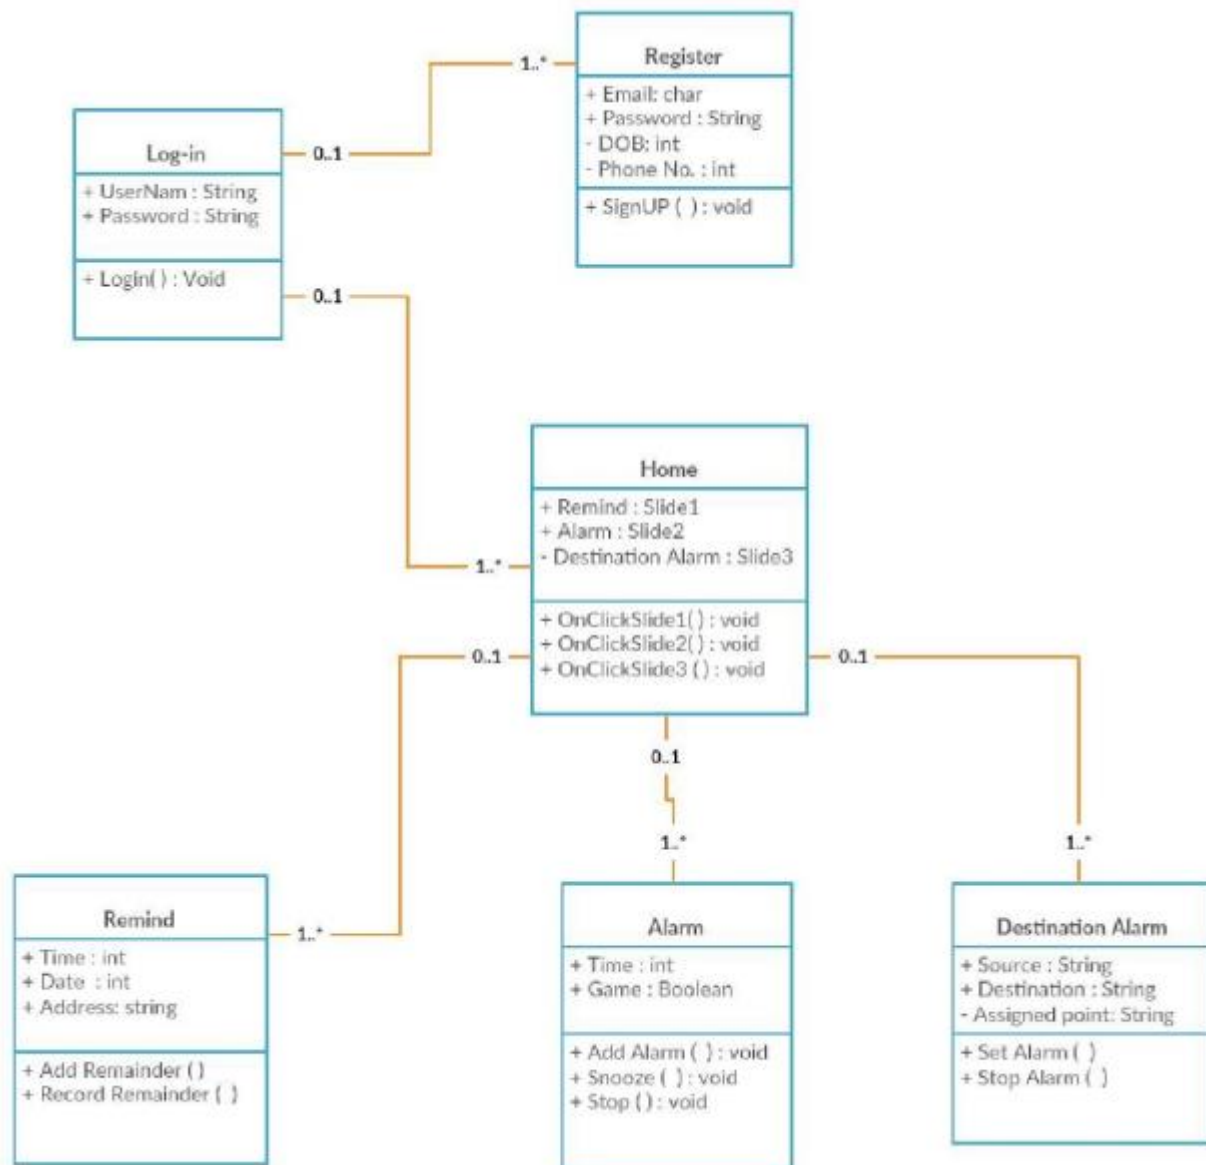 Register
1..*
+ Email: char
+ Password : String
- DOB: int
- Phone No. : int
+ SignUP ( ) : void
Log-in
0..1
+ UserNam : String
+ Password : String
+ Login( ) : Void
0..1
Home
+ Remind : Slide1
+ Alarm : Slide2
- Destination Alarm : Slide3
1..*
+ OnClickSlide1( ) : void
+ OnClickSlide2( ) : void
+ OnClickSlide3 ( ) : void
0..1
0..1
0..1
1..*
1..*
Remind
1..*
+ Time : int
+ Date : int
+ Address: string
+ Add Remainder ( )
+ Record Remainder ( )
Alarm
+ Time : int
+ Game : Boolean
+ Add Alarm ( ) : void
+ Snooze ( ) : void
+ Stop ( ) : void
Destination Alarm
+ Source : String
+ Destination : String
- Assigned point: String
+ Set Alarm ( )
+ Stop Alarm ( )